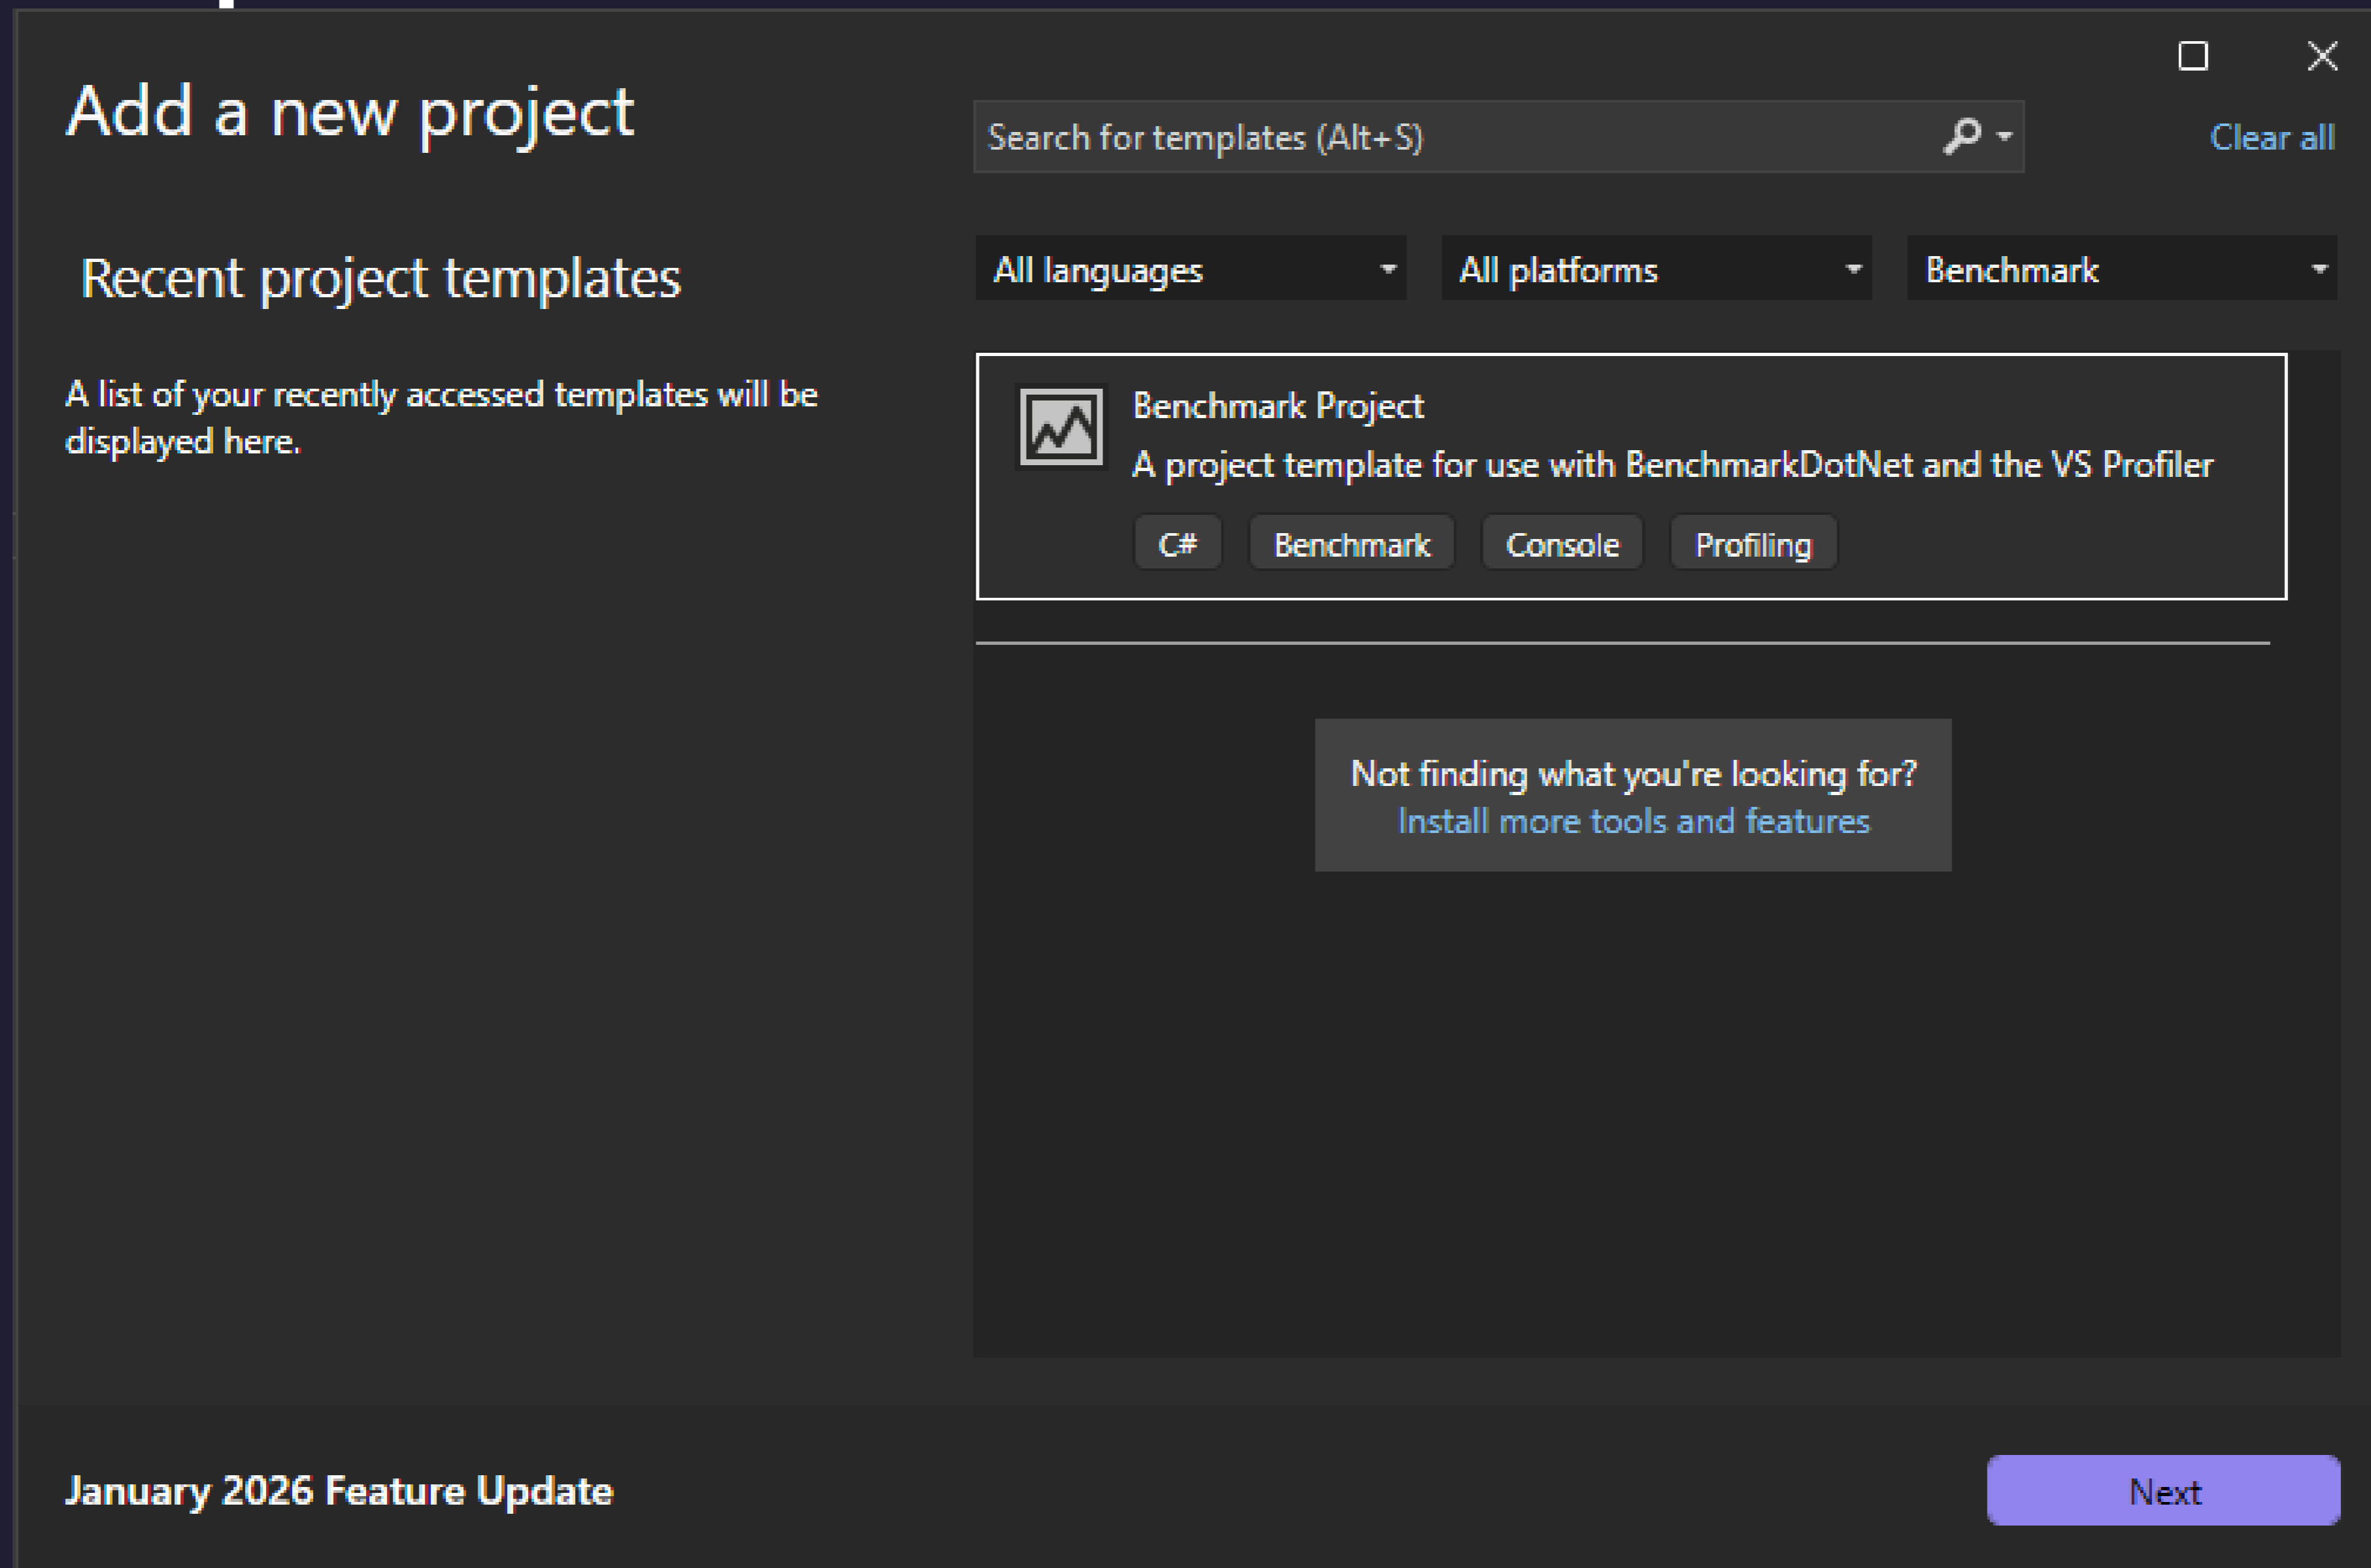 Add a new project
Search for templates (Alt+S)
Clear all
Recent project templates
All languages
All platforms
Benchmark
A list of your recently accessed templates will be
displayed here.
Benchmark Project
A project template for use with BenchmarkDotNet and the VS Profiler
C#
Benchmark
Console
Profiling
Not finding what you're looking for?
Install more tools and features
January 2026 Feature Update
Next